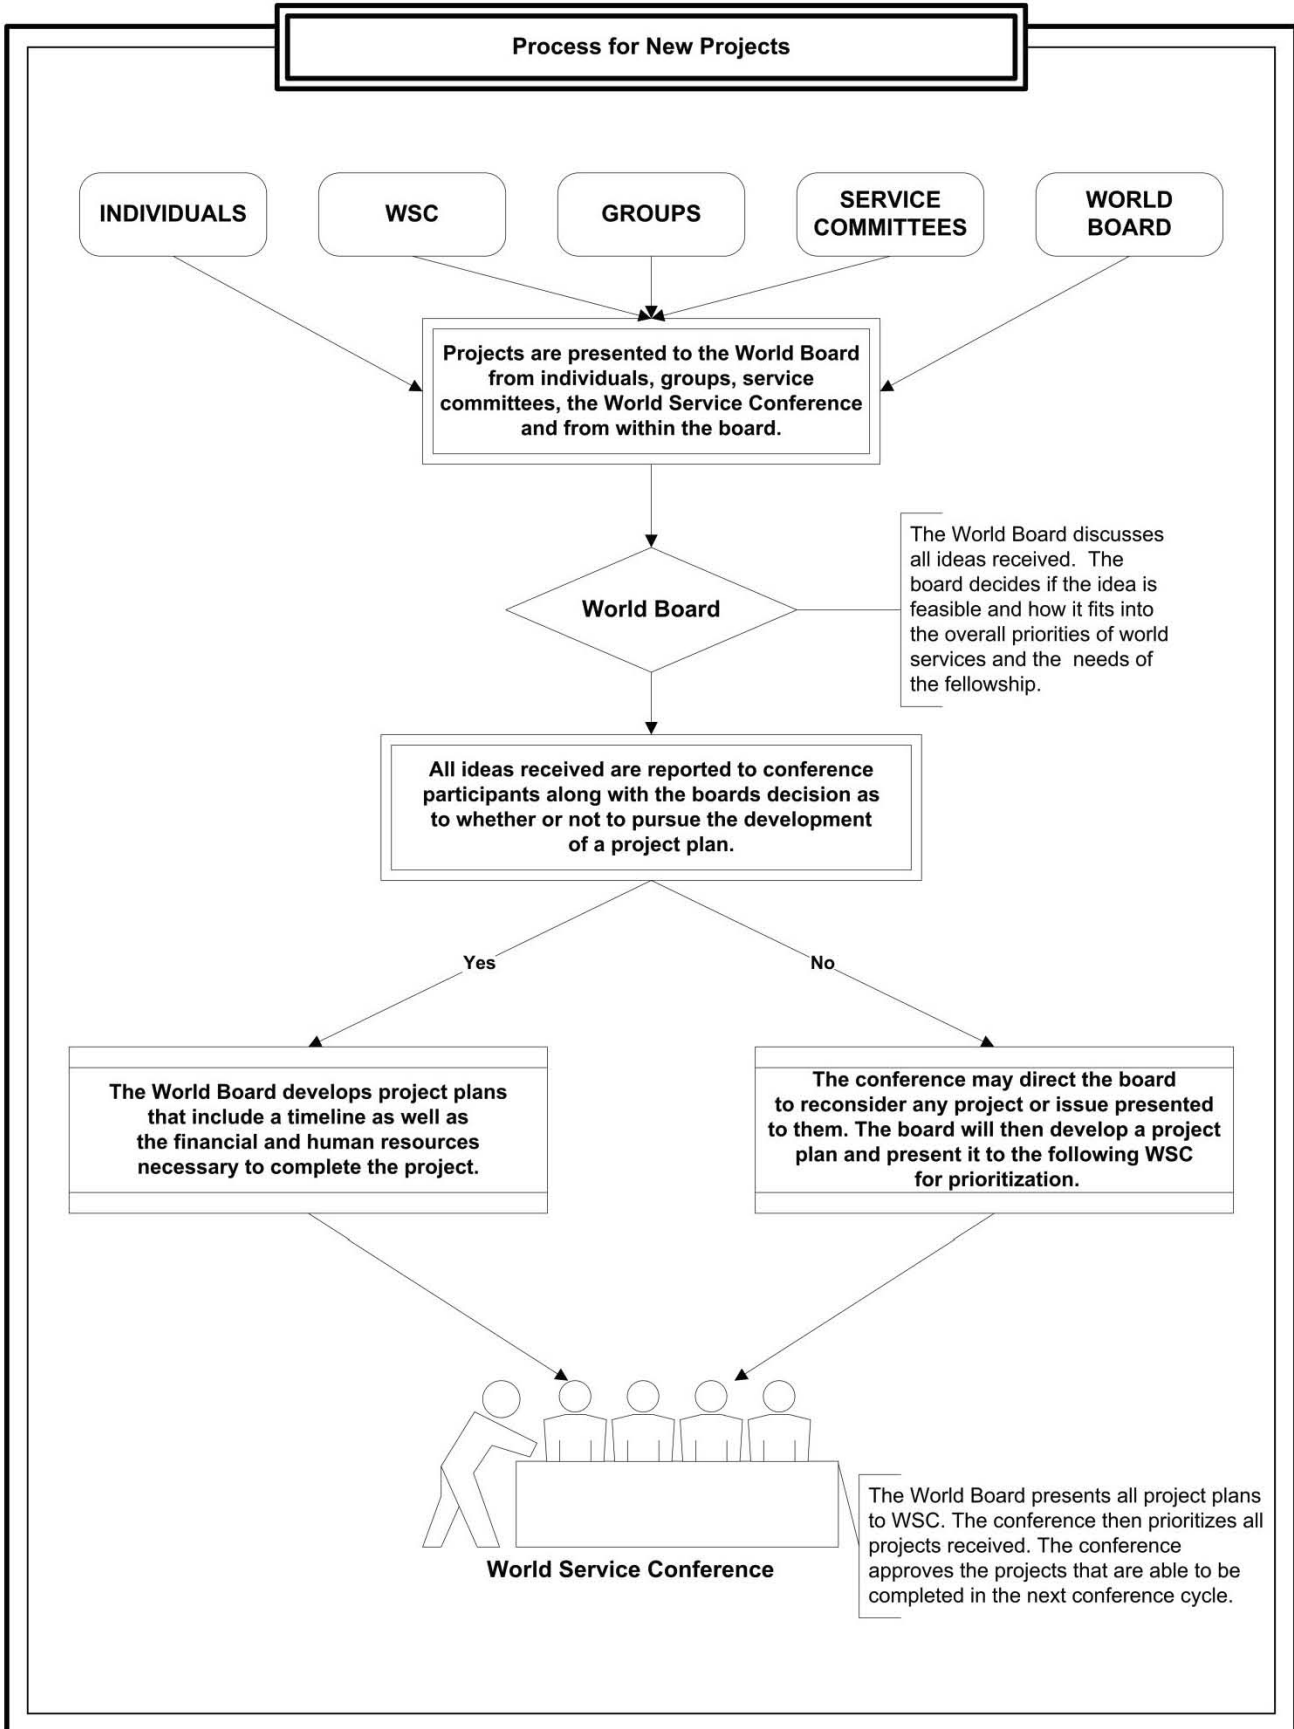 Process for New Projects
INDIVIDUALS
WSC
GROUPS
SERVICE
COMMITTEES
WORLD
BOARD
Projects are presented to the World Board
from individuals, groups, service
committees, the World Service Conference
and from within the board.
World Board
The World Board discusses
all ideas received. The
board decides if the idea is
feasible and how it fits into
the overall priorities of world
services and the needs of
the fellowship.
All ideas received are reported to conference
participants along with the boards decision as
to whether or not to pursue the development
of a project plan.
Yes
No
The World Board develops project plans
that include a timeline as well as
the financial and human resources
necessary to complete the project.
The conference may direct the board
to reconsider any project or issue presented
to them. The board will then develop a project
plan and present it to the following WSC
for prioritization.
World Service Conference
The World Board presents all project plans
to WSC. The conference then prioritizes all
projects received. The conference
approves the projects that are able to be
completed in the next conference cycle.